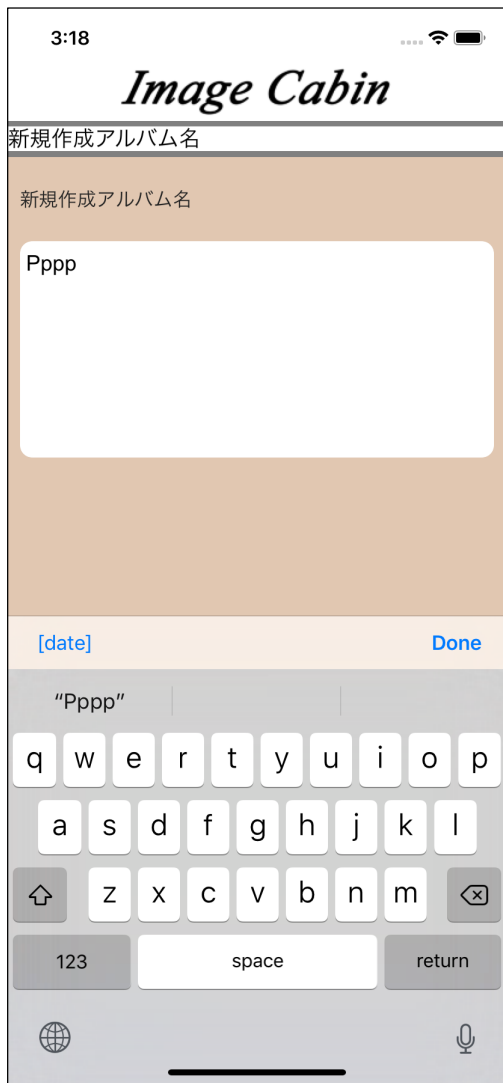 3:18
Image Cabin
新規作成アルバム名
新規作成アルバム名
Pppp
[date] Done
“Pppp”
q w e r t y u i o p
a s d f g h j k l
z x c v b n m
123 space return